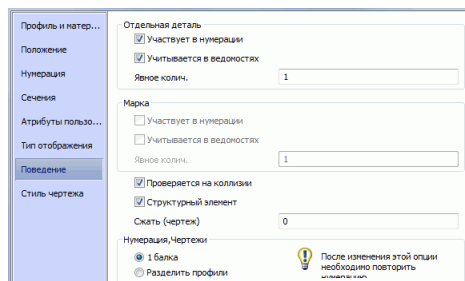 Профиль и матер...
Положение
Нумерация
Сечения
Атрибуты пользо...
Тип отображения
Поведение
Стиль чертежа
Отдельная деталь
Участвует в нумерации
Учитывается в ведомостях
Явное колич. 1
Марка
Участвует в нумерации
Учитывается в ведомостях
Явное колич. 1
Проверяется на коллизии
Структурный элемент
Сжать (чертеж) 0
Нумерация,Чертежи
1 балка
Разделить профили
После изменения этой опции
необходимо повторить
нумерацию